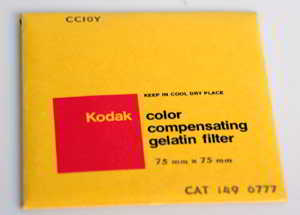 CC10Y
KEEP IN COOL DRY PLACE
Kodak
color
compensating
gelatin filter
75 mm x 75 mm
CAT 149 6777